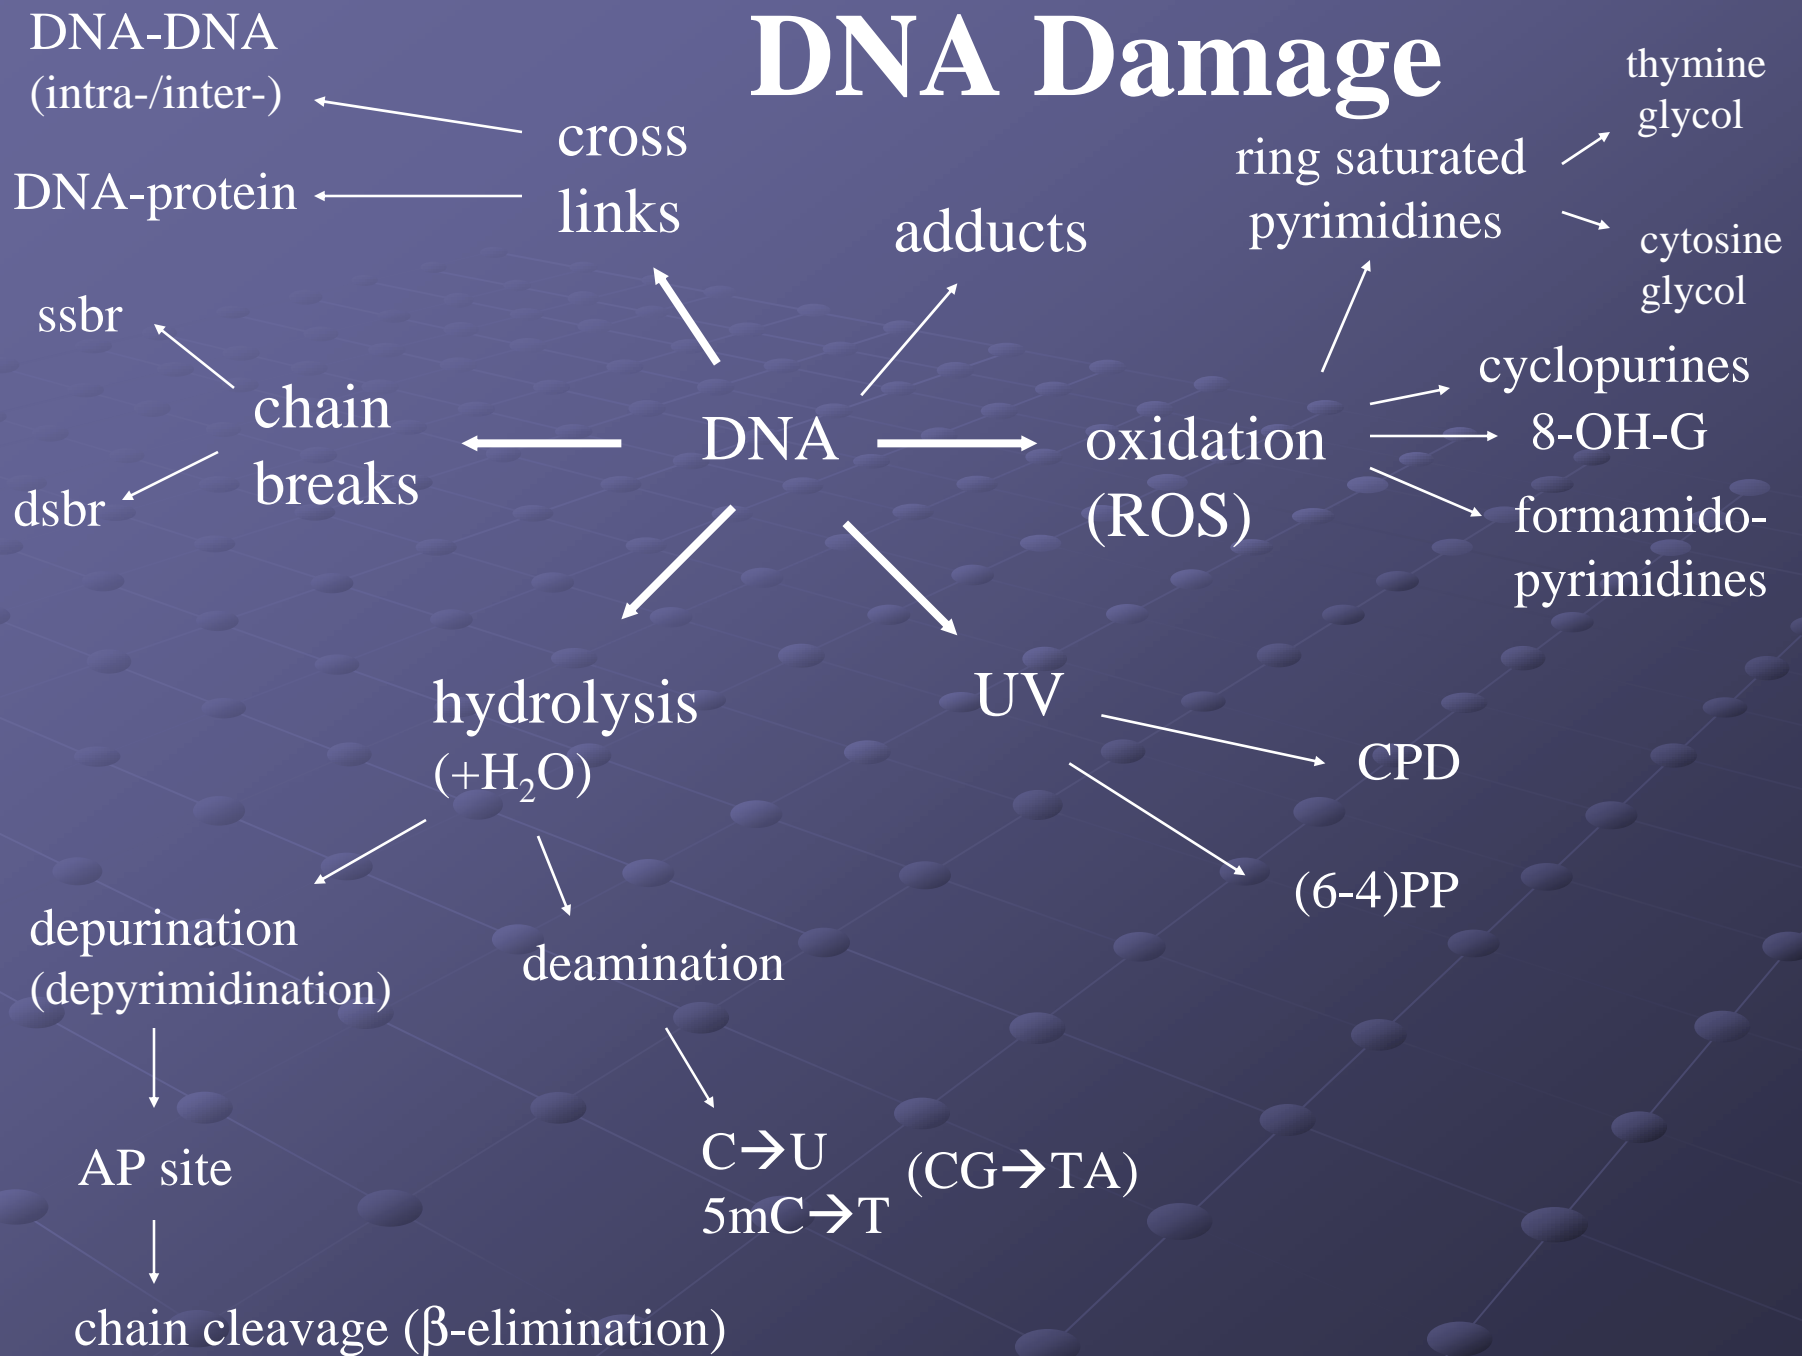 DNA Damage
DNA-DNA
(intra-/inter-)
DNA-protein
cross
links
adducts
ring saturated
pyrimidines
thymine
glycol
cytosine
glycol
ssbr
dsbr
chain
breaks
DNA
oxidation
(ROS)
cyclopurines
8-OH-G
formamido-
pyrimidines
hydrolysis
(+H₂O)
UV
CPD
(6-4)PP
depurination
(depyrimidination)
deamination
AP site
C→U
5mC→T
(CG→TA)
chain cleavage (β-elimination)